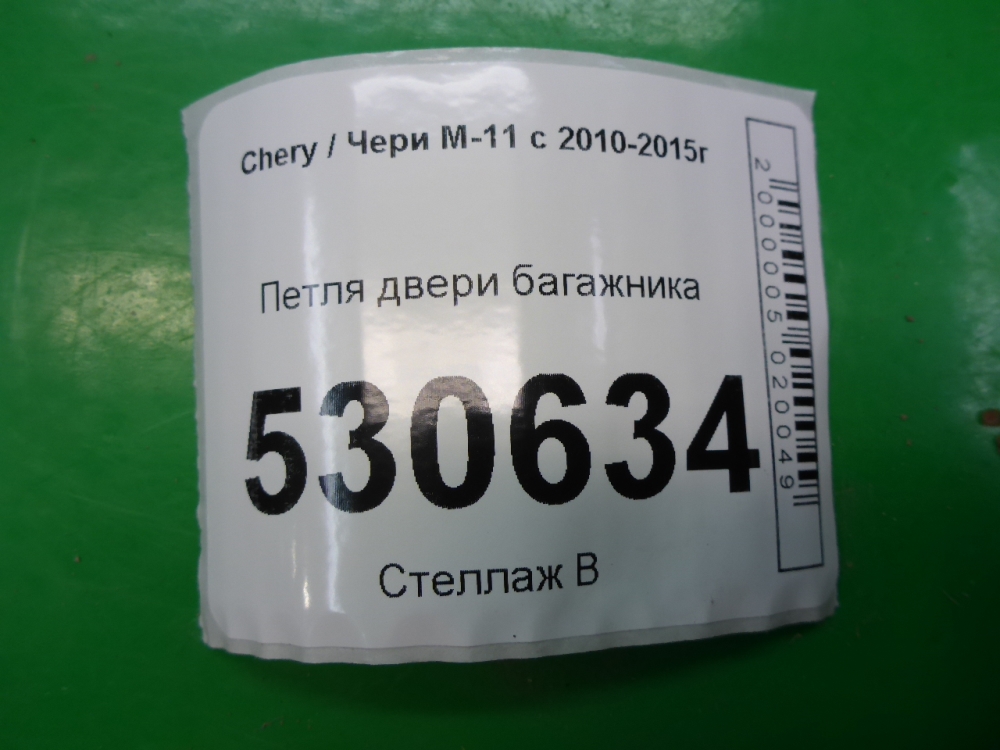 Chery / Чери М-11 с 2010-2015г
Петля двери багажника
530634
Стеллаж В
2000005020049